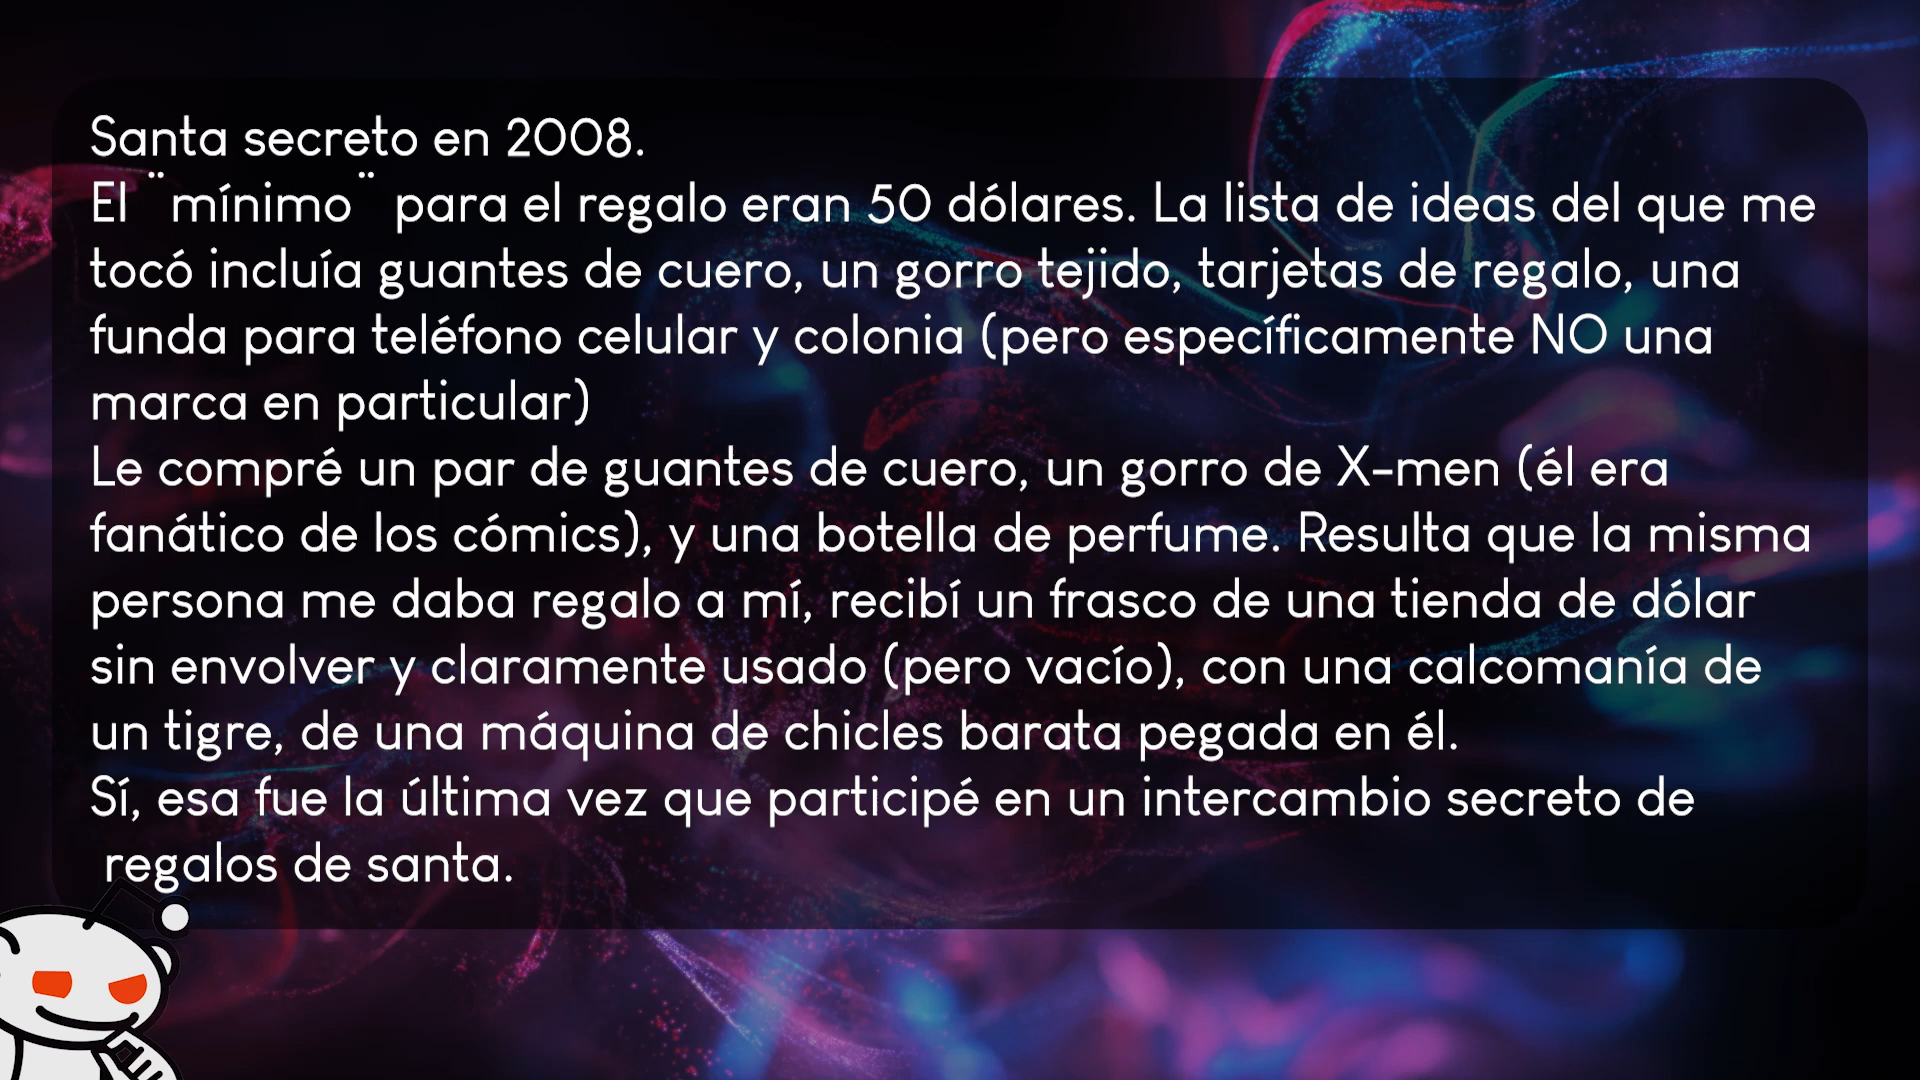 Santa secreto en 2008.
El ¨mínimo¨ para el regalo eran 50 dólares. La lista de ideas del que me
tocó incluía guantes de cuero, un gorro tejido, tarjetas de regalo, una
funda para teléfono celular y colonia (pero específicamente NO una
marca en particular)
Le compré un par de guantes de cuero, un gorro de X-men (él era
fanático de los cómics), y una botella de perfume. Resulta que la misma
persona me daba regalo a mí, recibí un frasco de una tienda de dólar
sin envolver y claramente usado (pero vacío), con una calcomanía de
un tigre, de una máquina de chicles barata pegada en él.
Sí, esa fue la última vez que participé en un intercambio secreto de
regalos de santa.